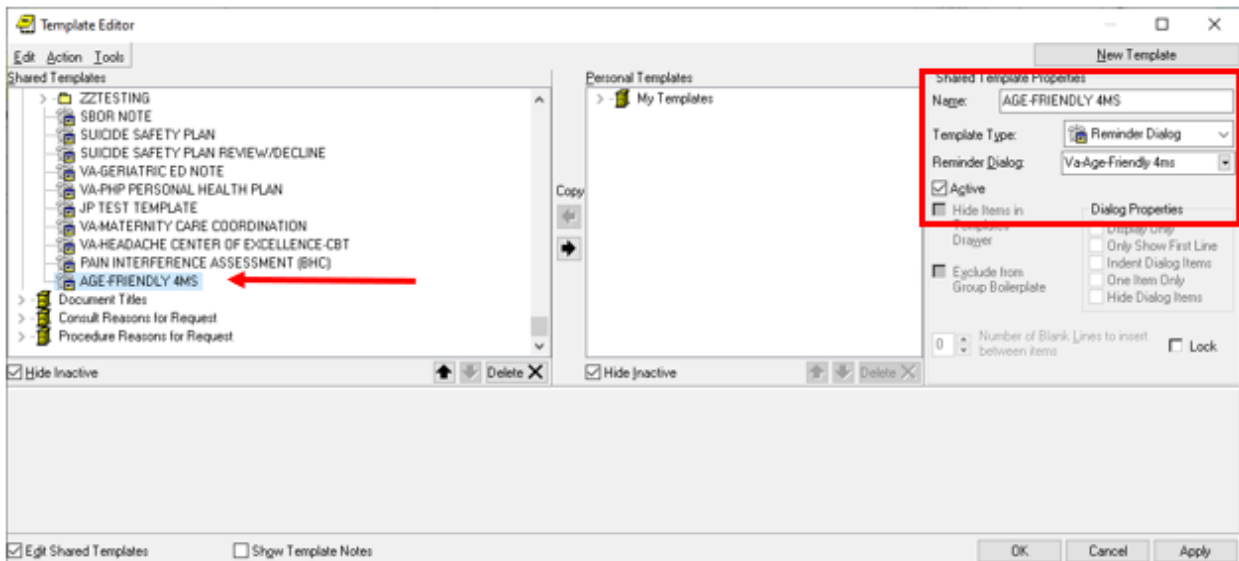 Template Editor
Edit Action Tools
New Template
Shared Templates
ZZTESTING
SBOR NOTE
SUICIDE SAFETY PLAN
SUICIDE SAFETY PLAN REVIEW/DECLINE
VA-GERIATRIC ED NOTE
VA-PHP PERSONAL HEALTH PLAN
JP TEST TEMPLATE
VA-MATERNITY CARE COORDINATION
VA-HEADACHE CENTER OF EXCELLENCE-CBT
PAIN INTERFERENCE ASSESSMENT (BHC)
AGE-FRIENDLY 4MS
Document Titles
Consult Reasons for Request
Procedure Reasons for Request
Hide Inactive
Delete
Copy
Personal Templates
My Templates
Hide Inactive
Delete
Shared Template Properties
Name: AGE-FRIENDLY 4MS
Template Type: Reminder Dialog
Reminder Dialog: Va-Age-Friendly 4ms
Active
Hide Items in
Templates
Drawer
Exclude from
Group Boilerplate
Dialog Properties
Display Only
Only Show First Line
Indent Dialog Items
One Item Only
Hide Dialog Items
0 Number of Blank Lines to insert
between items
Lock
Edit Shared Templates
Show Template Notes
OK Cancel Apply